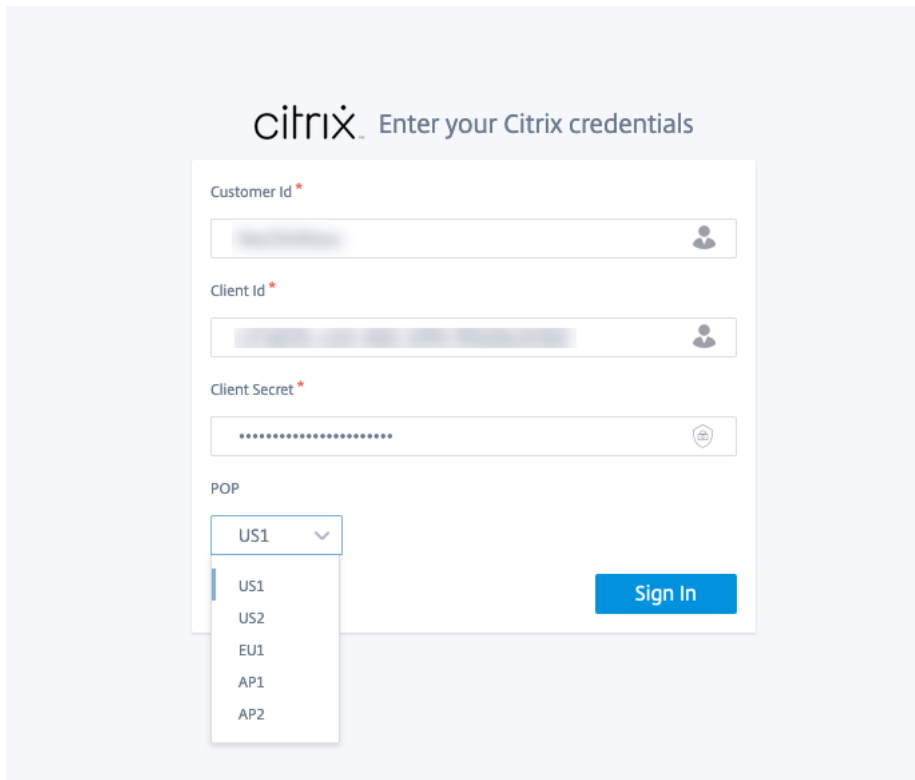 citrix™ Enter your Citrix credentials
Customer Id *
Client Id *
Client Secret *
•••••••••••••••••••••••
POP
US1
US1
Sign In
US2
EU1
AP1
AP2